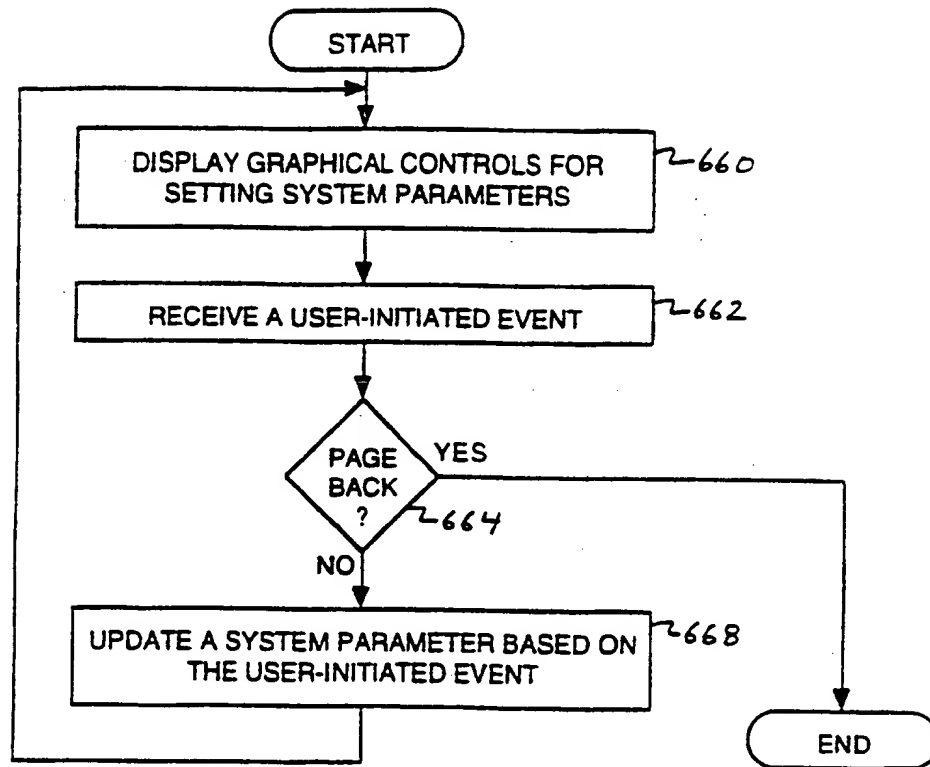 START
DISPLAY GRAPHICAL CONTROLS FOR
SETTING SYSTEM PARAMETERS
660
RECEIVE A USER-INITIATED EVENT
662
PAGE
BACK
?
YES
664
NO
UPDATE A SYSTEM PARAMETER BASED ON
THE USER-INITIATED EVENT
668
END